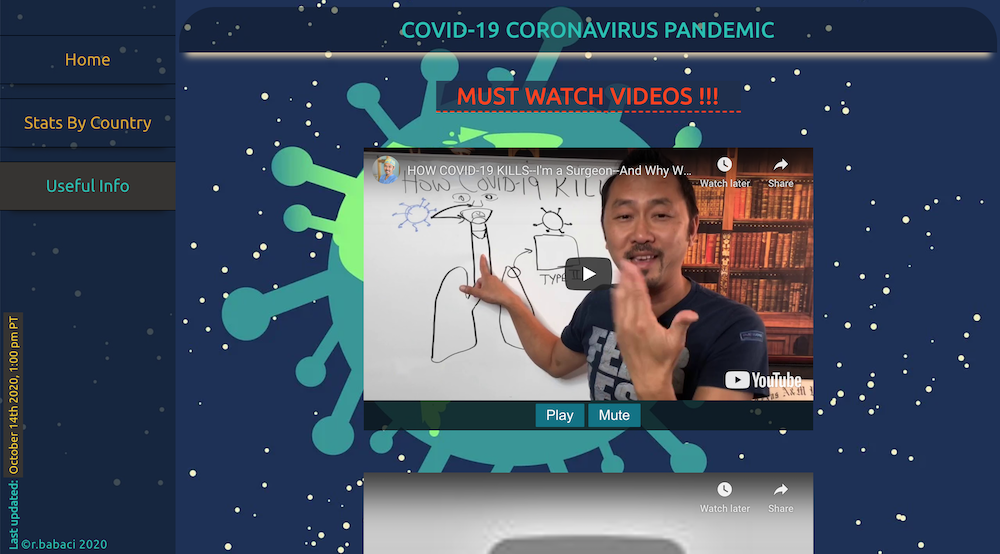 COVID-19 CORONAVIRUS PANDEMIC
Home
Stats By Country
Useful Info
MUST WATCH VIDEOS !!!
HOW COVID-19 KILLS--I'm a Surgeon--And Why W...
Watch later
Share
HOW COVID-19 KILL
TYPE II
YouTube
Play
Mute
Watch later
Share
Last updated: October 14th 2020, 1:00 pm PT
©r.babaci 2020